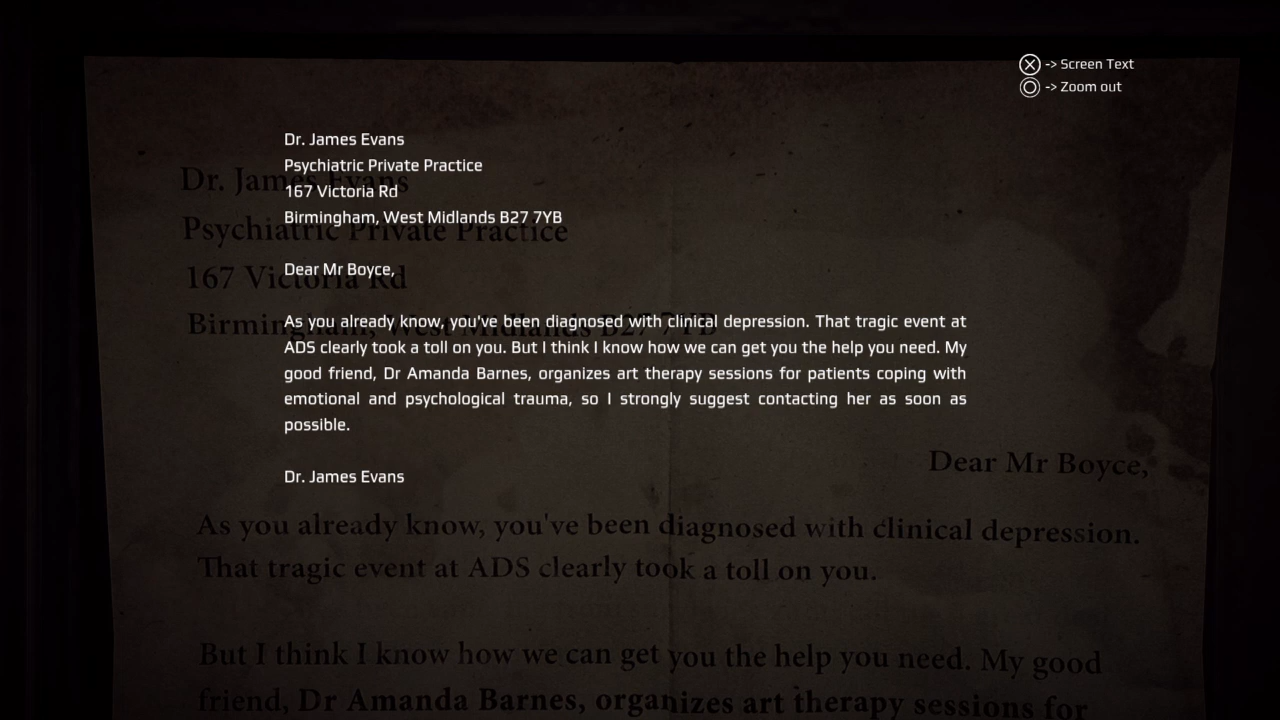 -> Screen Text
-> Zoom out
Dr. James Evans
Psychiatric Private Practice
167 Victoria Rd
Birmingham, West Midlands B27 7YB
Dear Mr Boyce,
As you already know, you've been diagnosed with clinical depression. That tragic event at
ADS clearly took a toll on you. But I think I know how we can get you the help you need. My
good friend, Dr Amanda Barnes, organizes art therapy sessions for patients coping with
emotional and psychological trauma, so I strongly suggest contacting her as soon as
possible.
Dr. James Evans
Dr. James Evans
Psychiatric Private Practice
167 Victoria Rd
Birmingham, West Midlands B27 7YB
Dear Mr Boyce,
As you already know, you've been diagnosed with clinical depression.
That tragic event at ADS clearly took a toll on you.
But I think I know how we can get you the help you need. My good
friend, Dr Amanda Barnes, organizes art therapy sessions for